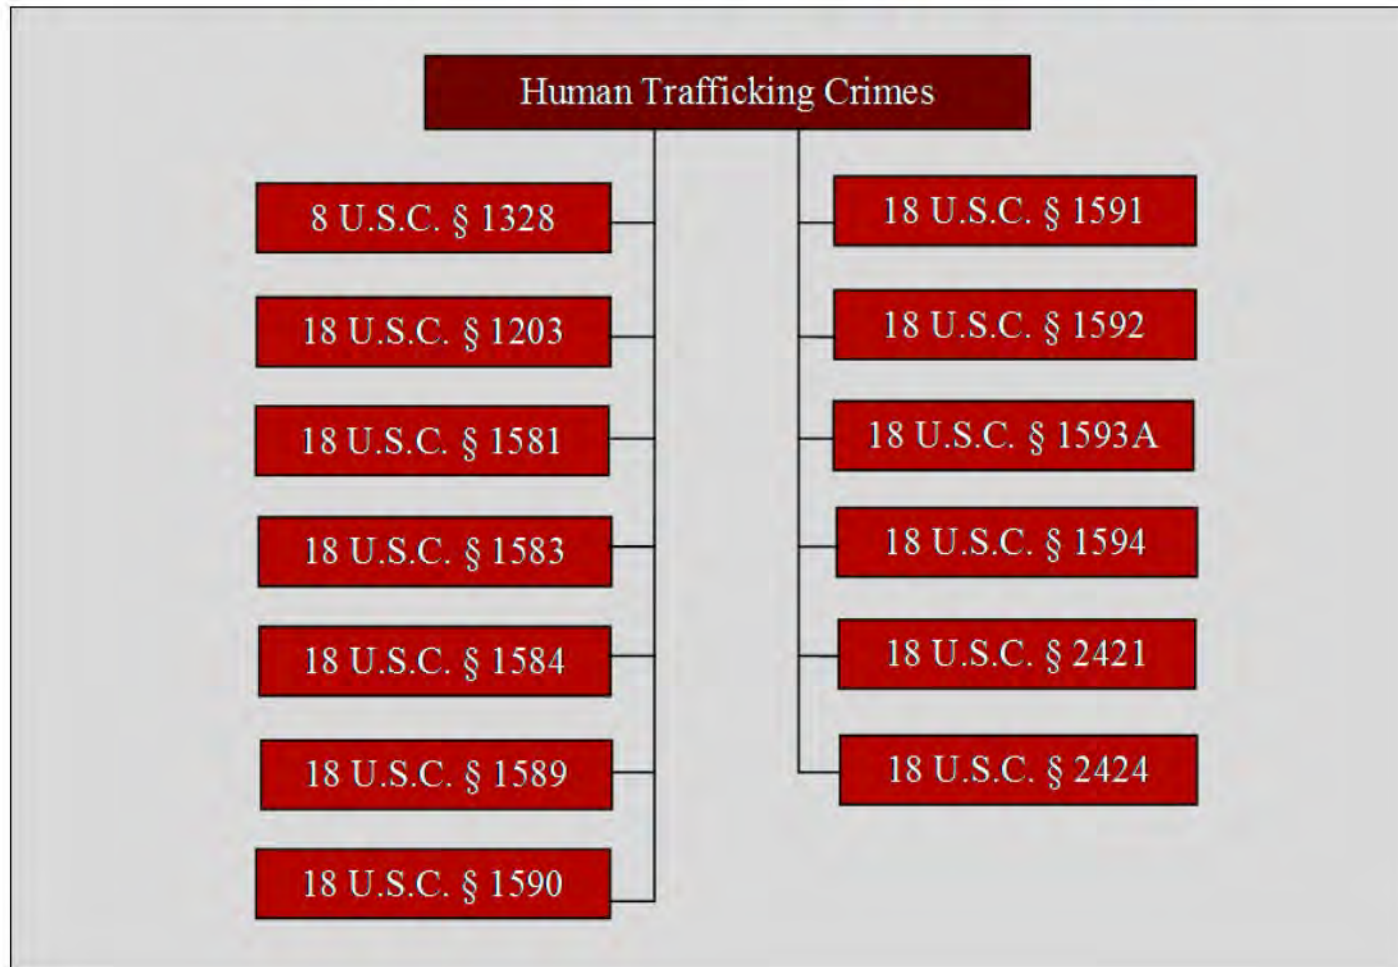 Human Trafficking Crimes
8 U.S.C. § 1328
18 U.S.C. § 1203
18 U.S.C. § 1581
18 U.S.C. § 1583
18 U.S.C. § 1584
18 U.S.C. § 1589
18 U.S.C. § 1590
18 U.S.C. § 1591
18 U.S.C. § 1592
18 U.S.C. § 1593A
18 U.S.C. § 1594
18 U.S.C. § 2421
18 U.S.C. § 2424